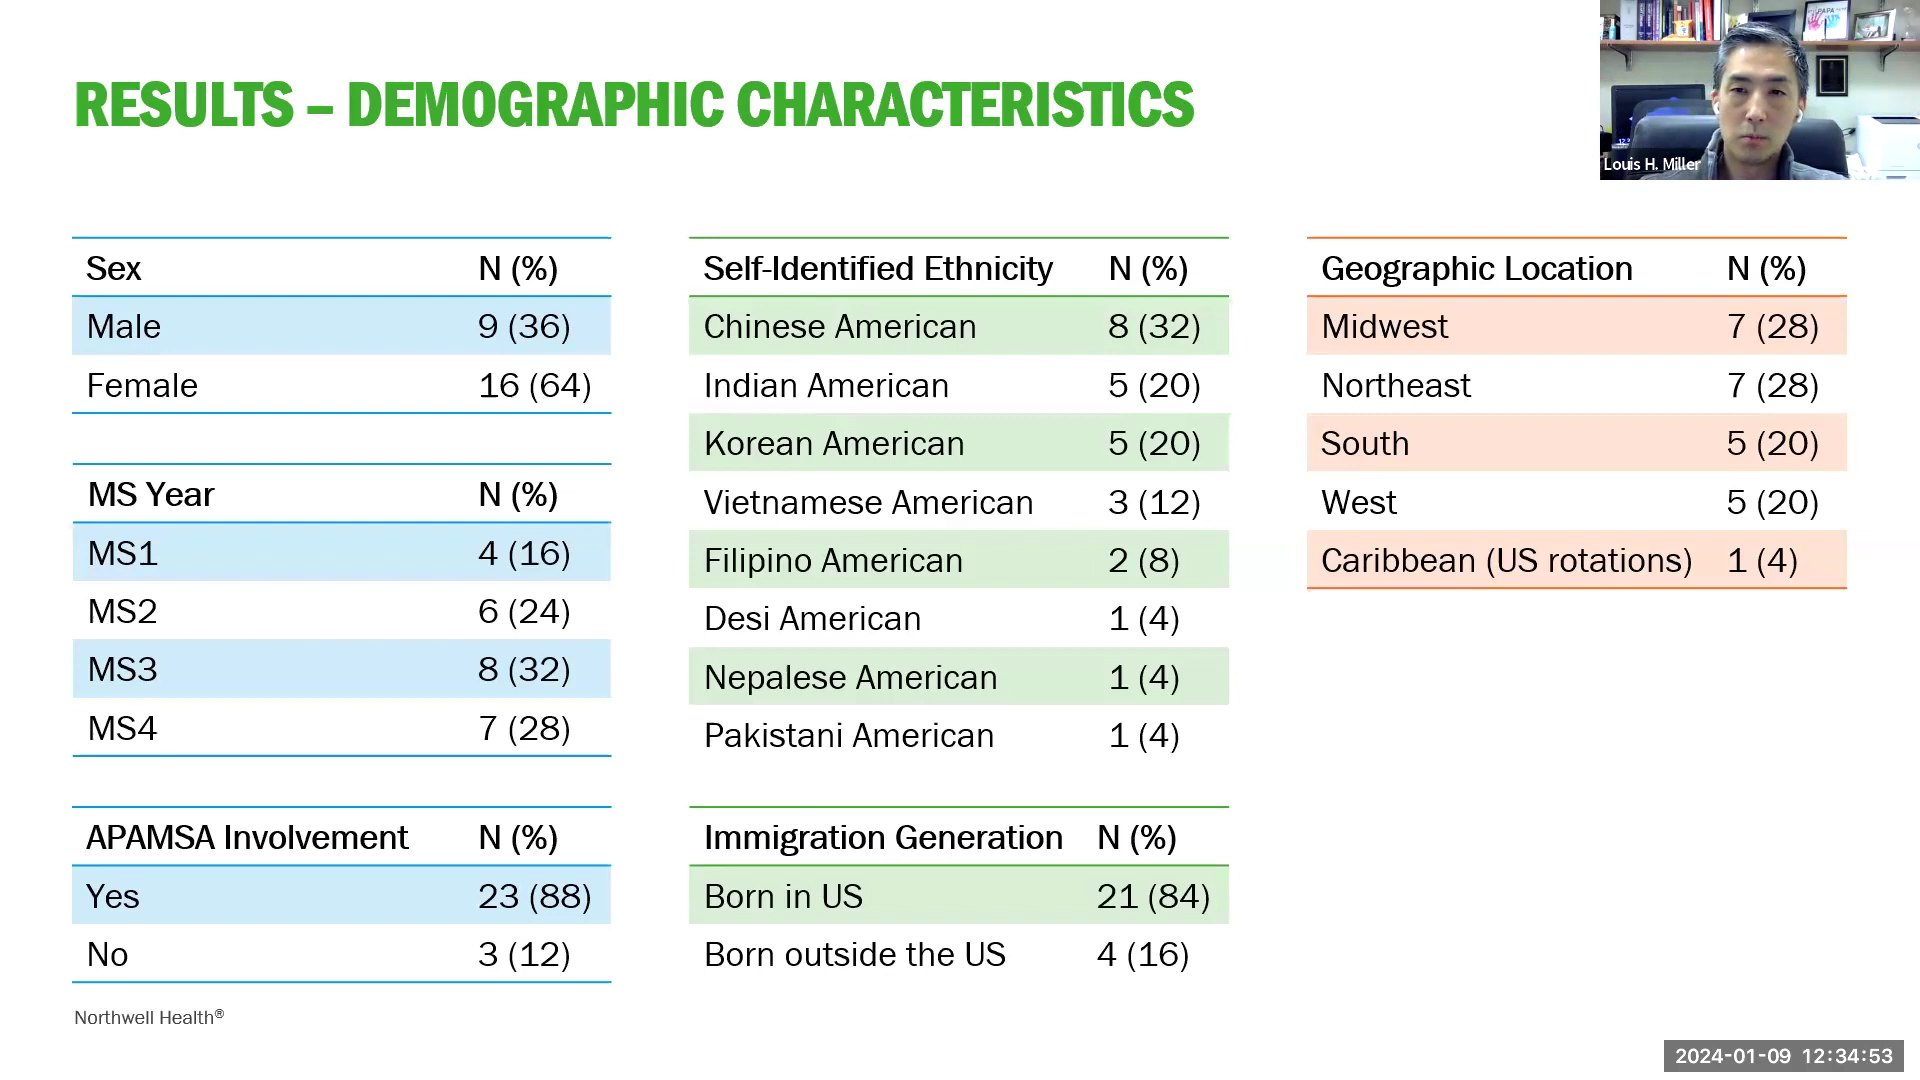 RESULTS – DEMOGRAPHIC CHARACTERISTICS
Louis H. Miller
Sex N (%)
Male 9 (36)
Female 16 (64)
MS Year N (%)
MS1 4 (16)
MS2 6 (24)
MS3 8 (32)
MS4 7 (28)
APAMSA Involvement N (%)
Yes 23 (88)
No 3 (12)
Self-Identified Ethnicity N (%)
Chinese American 8 (32)
Indian American 5 (20)
Korean American 5 (20)
Vietnamese American 3 (12)
Filipino American 2 (8)
Desi American 1 (4)
Nepalese American 1 (4)
Pakistani American 1 (4)
Immigration Generation N (%)
Born in US 21 (84)
Born outside the US 4 (16)
Geographic Location N (%)
Midwest 7 (28)
Northeast 7 (28)
South 5 (20)
West 5 (20)
Caribbean (US rotations) 1 (4)
Northwell Health®
2024-01-09 12:34:53